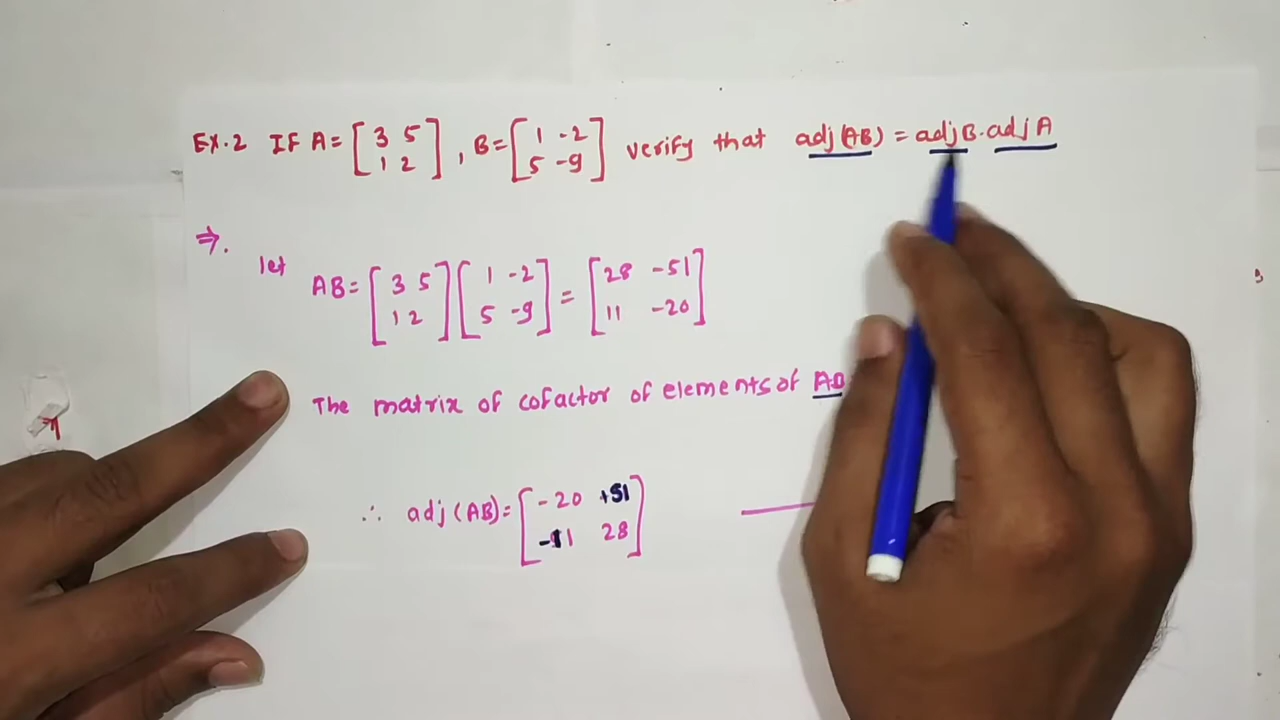 Ex.2 IF A=[3 5 , B=[1 -2 verify that adj(AB) = adjB.adj A
1 2] 5 -9]
⇒. let AB=[3 5 [1 -2 = [28 -51
1 2] 5 -9] 11 -20]
The matrix of cofactor of elements of AB
∴ adj (AB)=[-20 +51
-11 28]